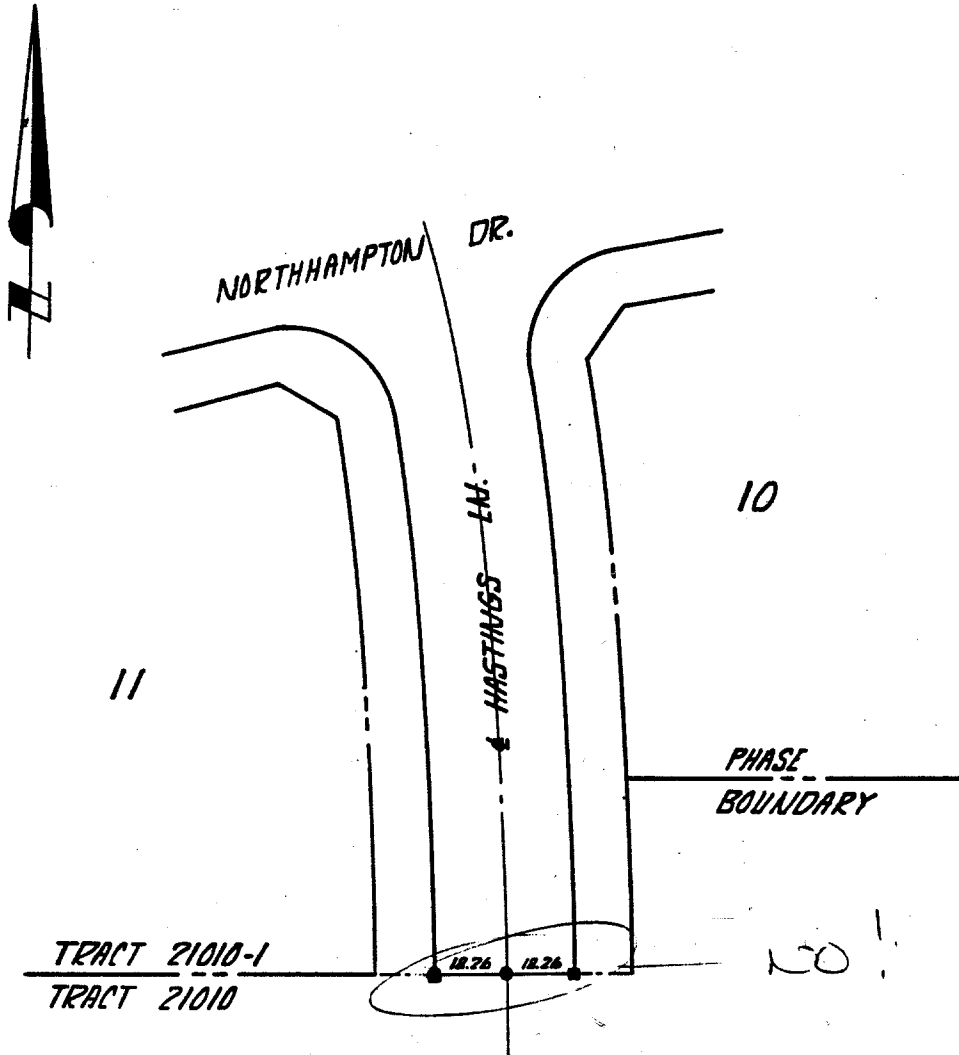 N
NORTHHAMPTON DR.
HASTINGS LN.
10
11
PHASE
BOUNDARY
TRACT 21010-1
TRACT 21010
18.26 18.26
NO!